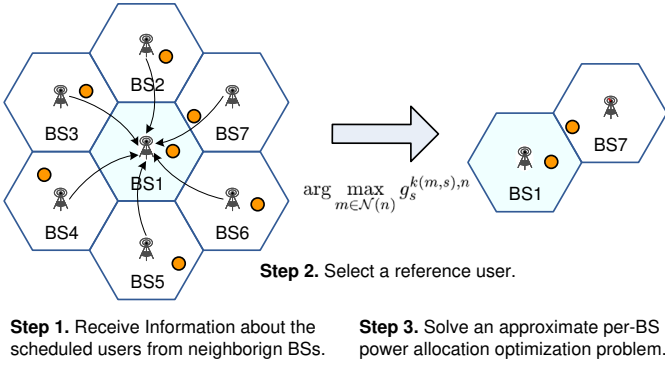 BS2
BS3
BS7
BS1
BS4
BS6
BS5
BS7
BS1
arg max_{m∈𝒩(n)} g_s^{k(m,s),n}
Step 2. Select a reference user.
Step 1. Receive Information about the
scheduled users from neighborign BSs.
Step 3. Solve an approximate per-BS
power allocation optimization problem.